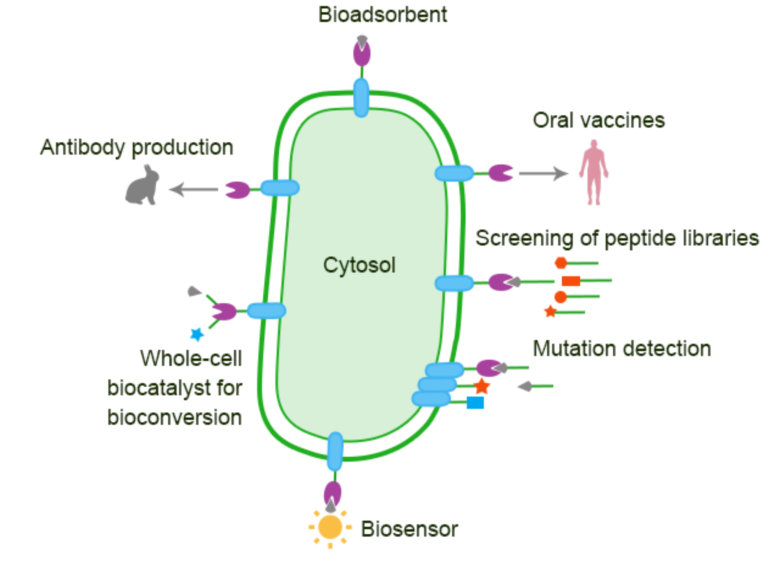 Bioadsorbent
Oral vaccines
Antibody production
Screening of peptide libraries
Cytosol
Mutation detection
Whole-cell
biocatalyst for
bioconversion
Biosensor